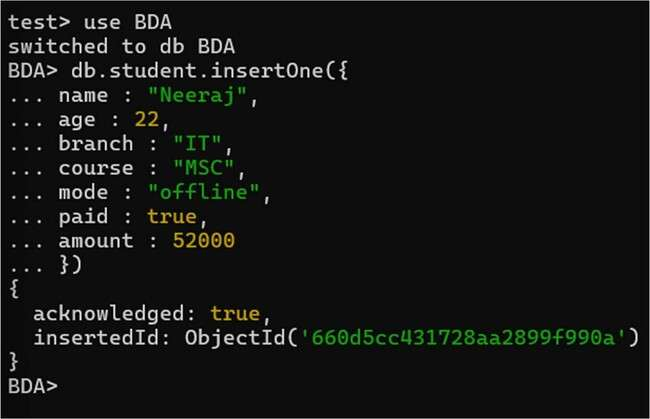 test> use BDA
switched to db BDA
BDA> db.student.insertOne({
... name : "Neeraj",
... age : 22,
... branch : "IT",
... course : "MSC",
... mode : "offline",
... paid : true,
... amount : 52000
... })
{
  acknowledged: true,
  insertedId: ObjectId('660d5cc431728aa2899f990a')
}
BDA>